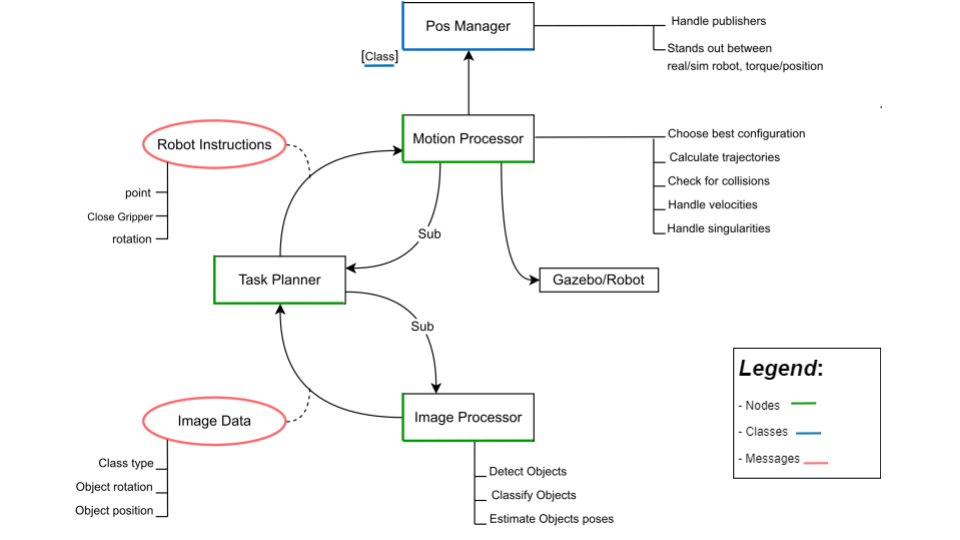 Pos Manager
Handle publishers
[Class]
Stands out between
real/sim robot, torque/position
Robot Instructions
Motion Processor
Choose best configuration
Calculate trajectories
Check for collisions
Handle velocities
Handle singularities
point
Close Gripper
rotation
Sub
Task Planner
Gazebo/Robot
Sub
Legend:
- Nodes
- Classes
- Messages
Image Data
Image Processor
Class type
Object rotation
Object position
Detect Objects
Classify Objects
Estimate Objects poses